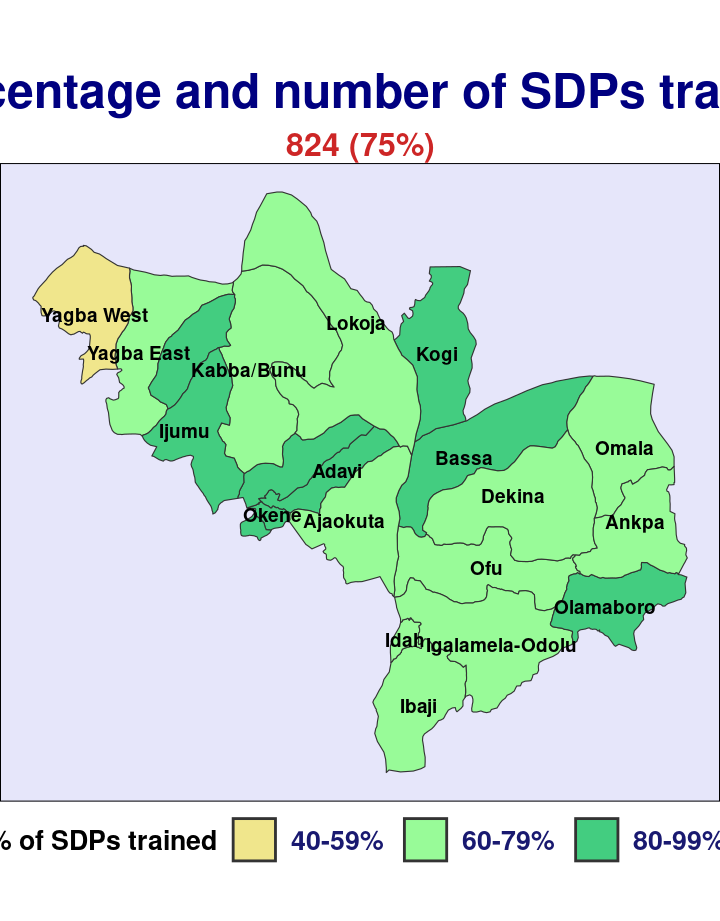 centage and number of SDPs tra
824 (75%)
Yagba West
Lokoja
Yagba East
Kogi
Kabba/Bunu
Ijumu
Omala
Bassa
Adavi
Dekina
Okene
Ajaokuta
Ankpa
Ofu
Olamaboro
Idah
Igalamela-Odolu
Ibaji
% of SDPs trained 40-59% 60-79% 80-99%